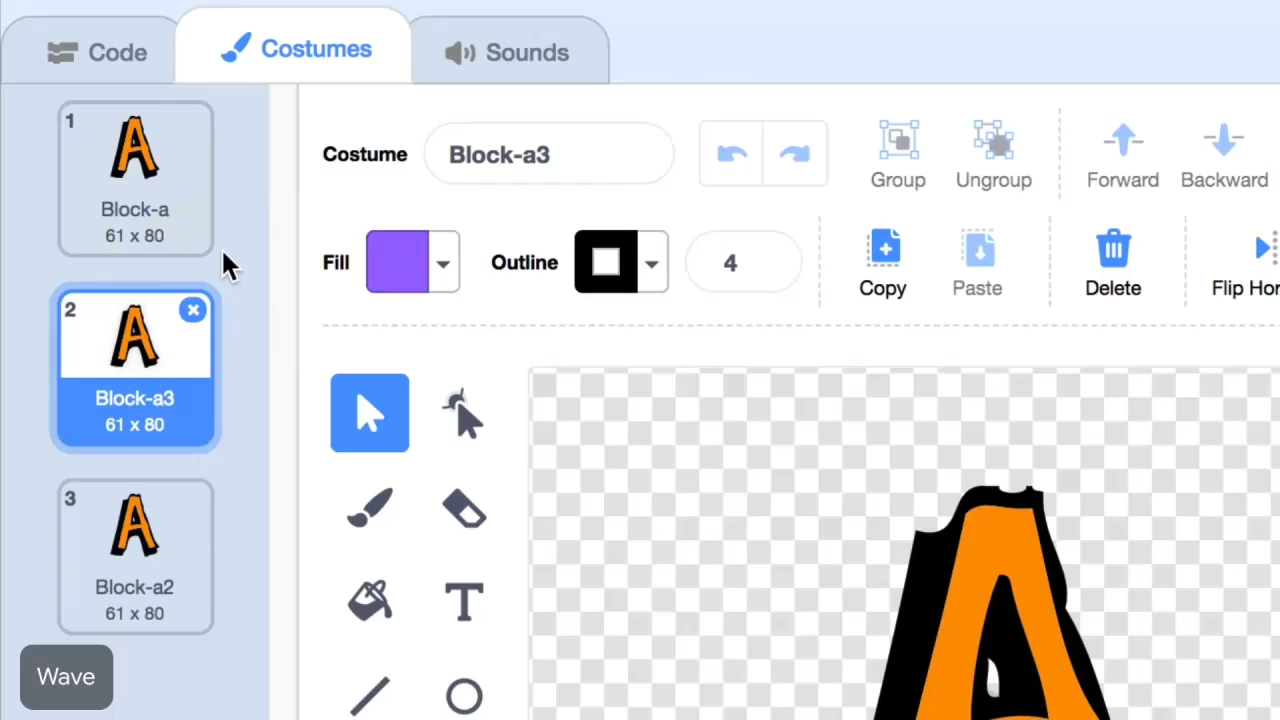 Code Costumes Sounds
1
A
Block-a
61 x 80
2
A
Block-a3
61 x 80
3
A
Block-a2
61 x 80
Wave
Costume Block-a3
Group Ungroup Forward Backward
Fill Outline 4
Copy Paste Delete Flip Hor
T
A